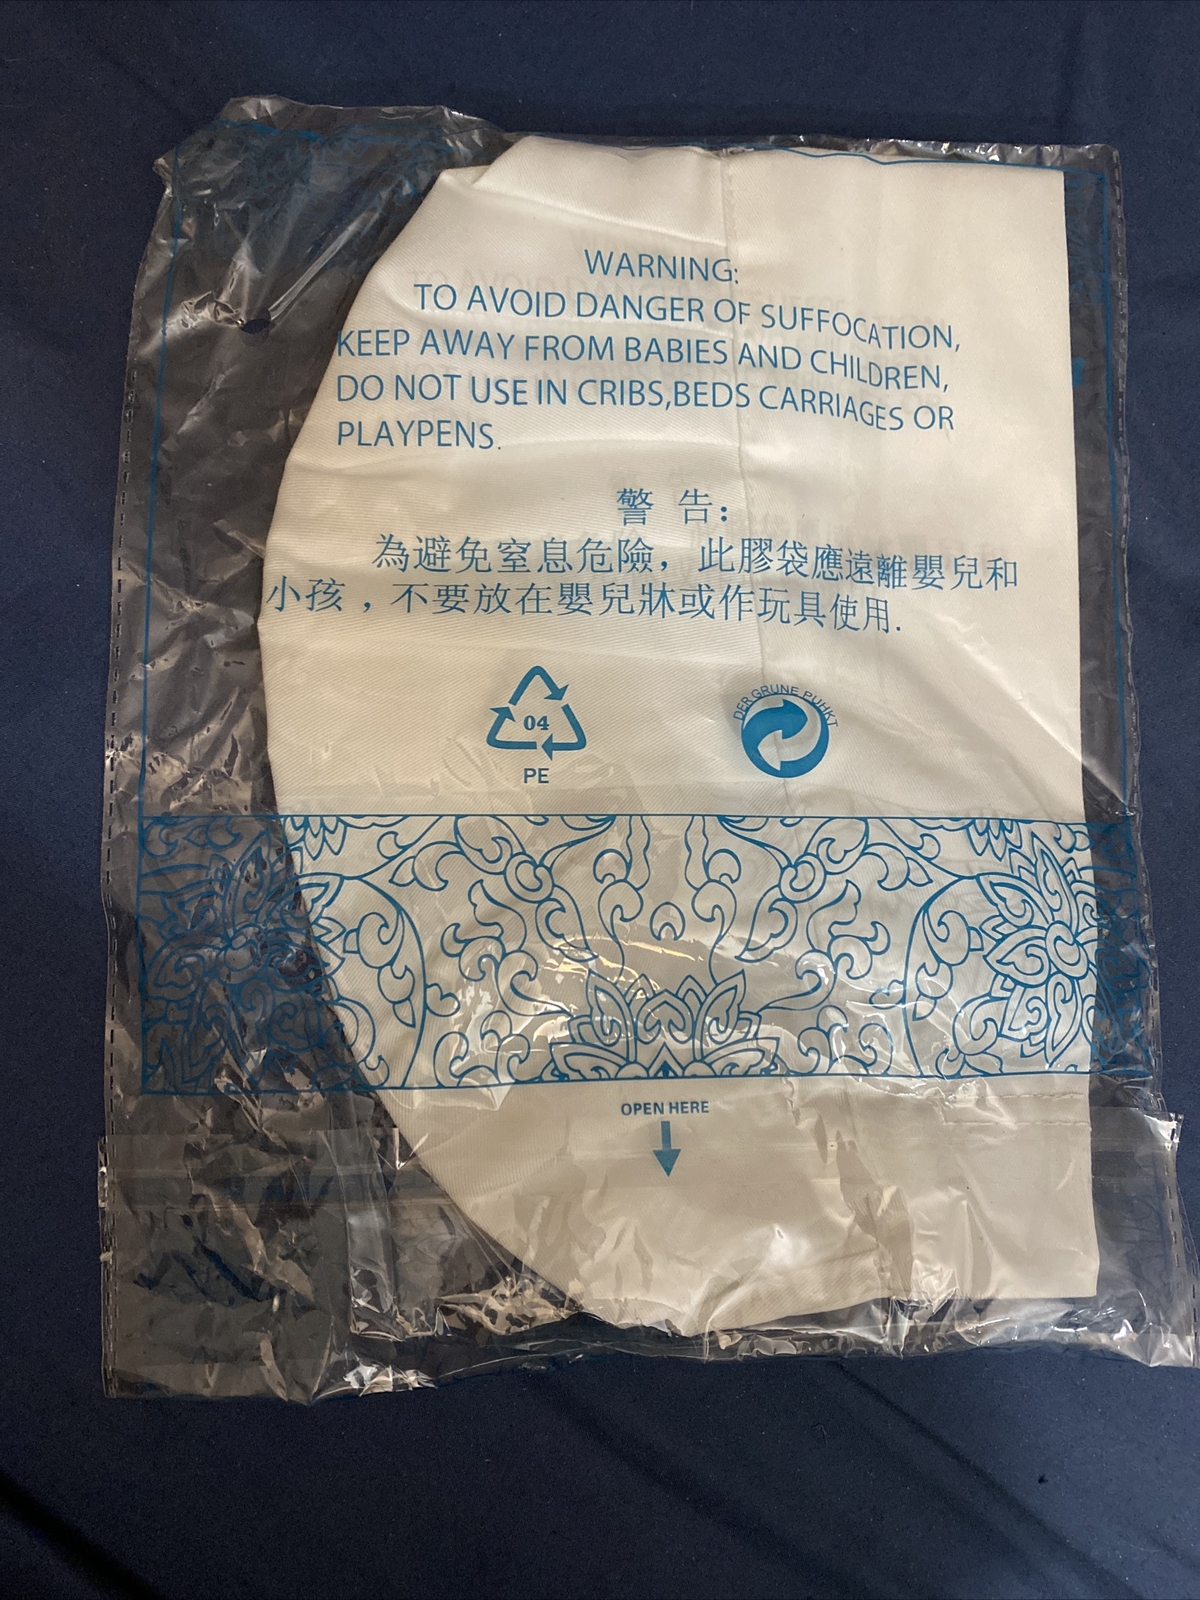 WARNING:
TO AVOID DANGER OF SUFFOCATION,
KEEP AWAY FROM BABIES AND CHILDREN,
DO NOT USE IN CRIBS,BEDS CARRIAGES OR
PLAYPENS.
警 告:
為避免窒息危險，此膠袋應遠離嬰兒和
小孩，不要放在嬰兒牀或作玩具使用.
04
PE
DER GRUNE PUHKT
OPEN HERE